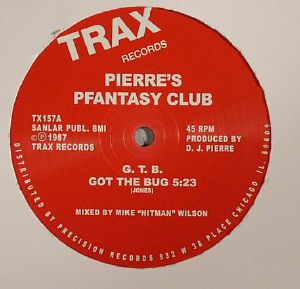 TRAX
RECORDS
PIERRE'S
PFANTASY CLUB
TX157A
SANLAR PUBL. BMI
©℗1987
TRAX RECORDS
45 RPM
PRODUCED BY
D. J. PIERRE
G. T. B.
GOT THE BUG 5:23
(JONES)
MIXED BY MIKE "HITMAN" WILSON
DISTRIBUTED BY PRECISION RECORDS 932 W 38 PLACE CHICAGO IL. 60609